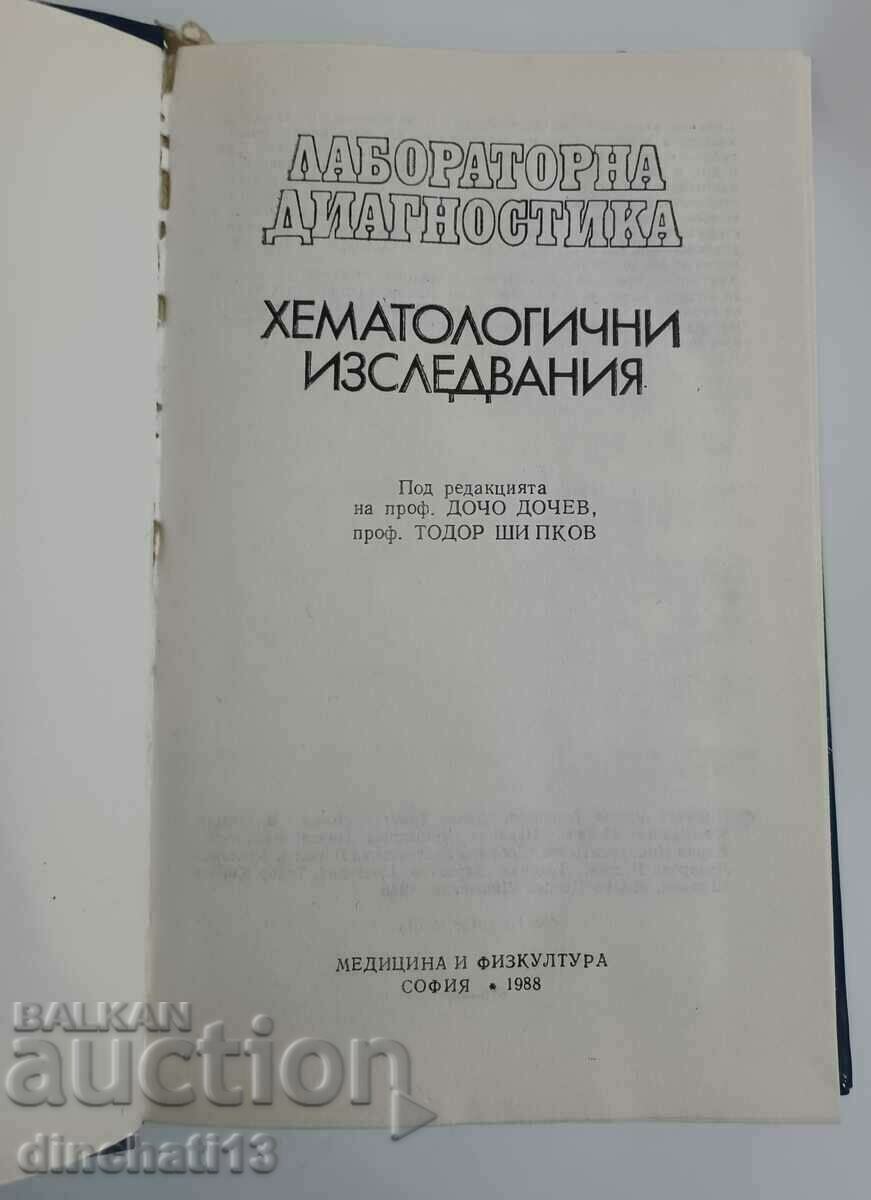 ЛАБОРАТОРНА
ДИАГНОСТИКА
ХЕМАТОЛОГИЧНИ
ИЗСЛЕДВАНИЯ
Под редакцията
на проф. ДОЧО ДОЧЕВ,
проф. ТОДОР ШИПКОВ
МЕДИЦИНА И ФИЗКУЛТУРА
СОФИЯ • 1988
BALKAN
auction
dinchati13